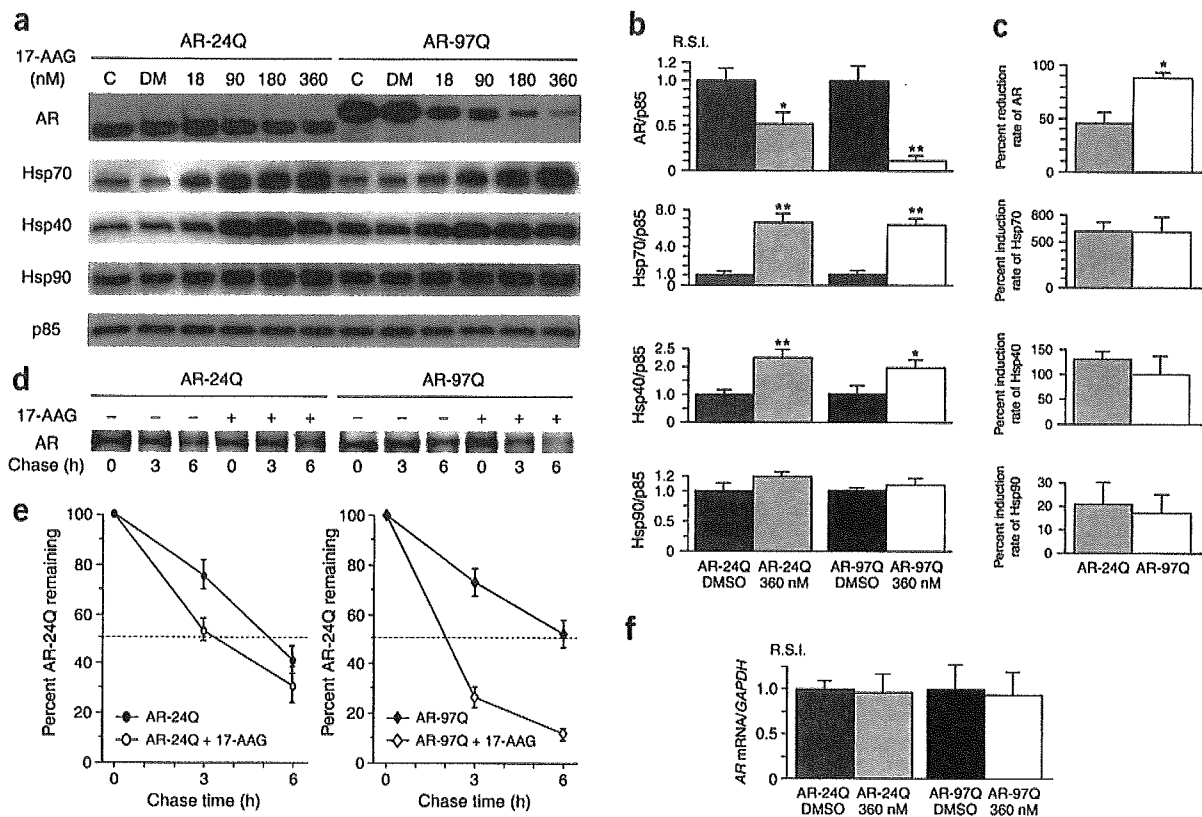 a
AR-24Q AR-97Q
17-AAG
(nM) C DM 18 90 180 360 C DM 18 90 180 360
AR
Hsp70
Hsp40
Hsp90
p85
b
R.S.I.
AR/p85
1.2
1.0
0.5
0
*
**
Hsp70/p85
8.0
4.0
1.0
0
**
**
Hsp40/p85
2.5
2.0
1.0
0
**
*
Hsp90/p85
1.2
1.0
0.5
0
AR-24Q AR-24Q AR-97Q AR-97Q
DMSO 360 nM DMSO 360 nM
c
Percent reduction
rate of AR
100
50
0
*
Percent induction
rate of Hsp70
800
500
0
Percent induction
rate of Hsp40
150
100
50
0
Percent induction
rate of Hsp90
30
20
10
0
AR-24Q AR-97Q
d
AR-24Q AR-97Q
17-AAG – – – + + + – – – + + +
AR
Chase (h) 0 3 6 0 3 6 0 3 6 0 3 6
e
Percent AR-24Q remaining
100
80
60
40
20
0
AR-24Q
AR-24Q + 17-AAG
0 3 6
Chase time (h)
Percent AR-24Q remaining
100
80
60
40
20
0
AR-97Q
AR-97Q + 17-AAG
0 3 6
Chase time (h)
f
R.S.I.
AR mRNA/GAPDH
1.0
0.5
0
AR-24Q AR-24Q AR-97Q AR-97Q
DMSO 360 nM DMSO 360 nM